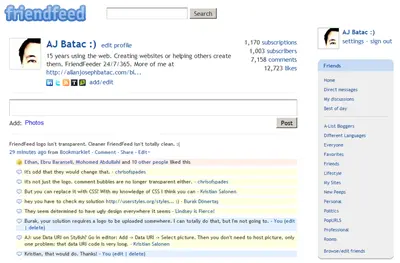 friendfeed
Search
AJ Batac :) edit profile
15 years using the web. Creating websites or helping others create
them. FriendFeeder 24/7/365. More of me at
http://allanjosephbatac.com/bl...
add/edit
1,170 subscriptions
1,003 subscribers
7,158 comments
12,723 likes
Add: Photos
Post
FriendFeed logo isn't transparent. Cleaner FriendFeed isn't totally clean. :)
29 minutes ago from Bookmarklet - Comment - Share - Edit
Ethan, Ebru Baranseli, Mohomed Abdullahi and 10 other people liked this
It's odd that they would change that. - chrisofspades
it's not just the logo. comment bubbles are no longer transparent either. - chrisofspades
But you can replace it with CSS! With my knowledge of CSS I think you can - Kristian Salonen
hey you have to check my solution http://userstyles.org/styles... :) - Burak Dönertaş
They seem determined to have ugly design everywhere it seems. - Lindsey is Fierce!
Burak, your solution requires a logo to be uploaded somewhere. I can totally do that, but I'm not going to. - You (edit
| delete)
AJ: use Data URI on Stylish? Go in editor: Add -> Data URI -> Select picture. Then you don't need to host picture, only
one problem: that data URI code is very long. - Kristian Salonen
Kristian, that would do. Thanks! - You (edit | delete)
AJ Batac :)
settings - sign out
Friends
Home
Direct messages
My discussions
Best of day
A-List Bloggers
Different Languages
Everyone
Favorites
Friends
Lifestyle
My Sites
New Peeps
Personal
Politics
PopURLS
Professional
Rooms
Browse/edit friends